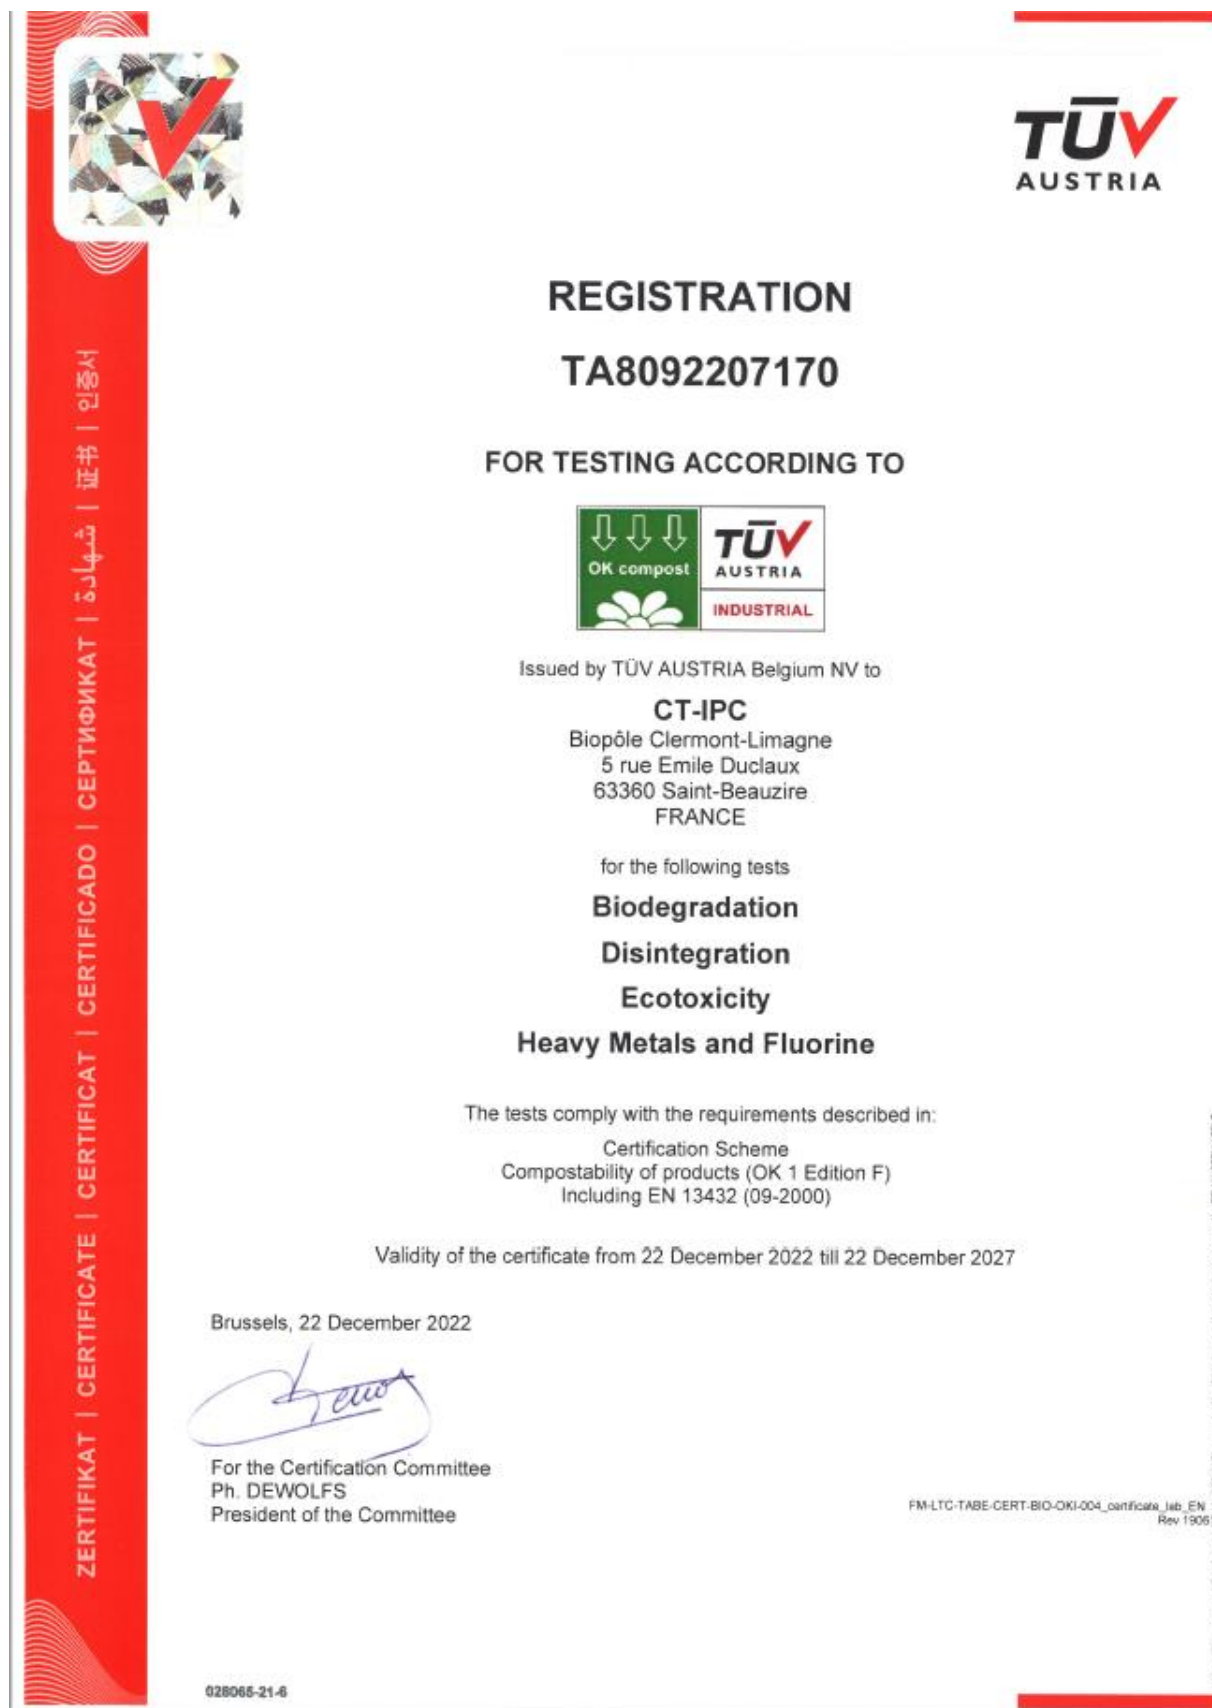 TÜV
AUSTRIA
REGISTRATION
TA8092207170
FOR TESTING ACCORDING TO
OK compost
TÜV
AUSTRIA
INDUSTRIAL
Issued by TÜV AUSTRIA Belgium NV to
CT-IPC
Biopôle Clermont-Limagne
5 rue Emile Duclaux
63360 Saint-Beauzire
FRANCE
for the following tests
Biodegradation
Disintegration
Ecotoxicity
Heavy Metals and Fluorine
The tests comply with the requirements described in:
Certification Scheme
Compostability of products (OK 1 Edition F)
Including EN 13432 (09-2000)
Validity of the certificate from 22 December 2022 till 22 December 2027
Brussels, 22 December 2022
For the Certification Committee
Ph. DEWOLFS
President of the Committee
FM-LTC-TABE-CERT-BIO-OKI-004_certificate_lab_EN
Rev 1906
028065-21-6
ZERTIFIKAT | CERTIFICATE | CERTIFICAT | CERTIFICADO | СЕРТИФИКАТ | شهادة | 证书 | 인증서